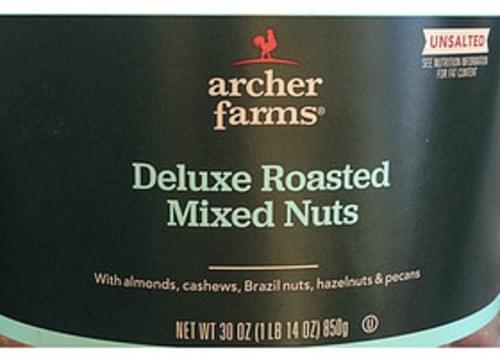 UNSALTED
SEE NUTRITION INFORMATION
FOR FAT CONTENT
archer
farms®
Deluxe Roasted
Mixed Nuts
With almonds, cashews, Brazil nuts, hazelnuts & pecans
NET WT 30 OZ (1 LB 14 OZ) 850g U